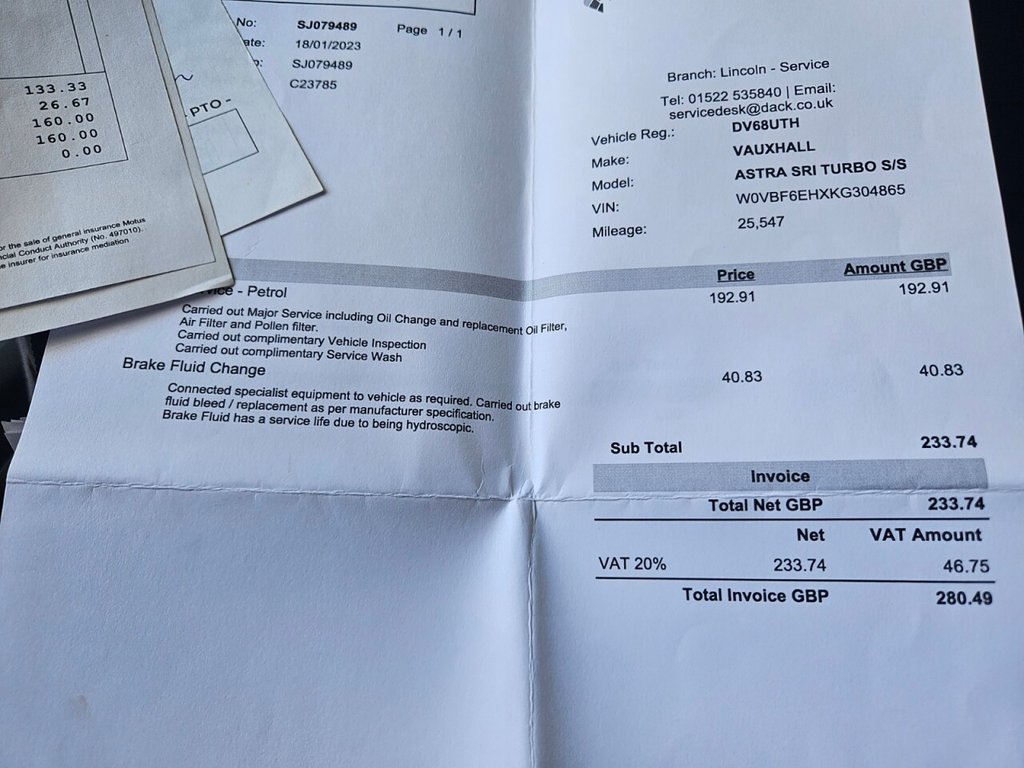 133.33
26.67
160.00
160.00
0.00
for the sale of general insurance Motus
Financial Conduct Authority (No. 497010).
insurer for insurance mediation
PTO -
No: SJ079489 Page 1 / 1
18/01/2023
SJ079489
C23785
Branch: Lincoln - Service
Tel: 01522 535840 | Email:
servicedesk@dack.co.uk
Vehicle Reg.: DV68UTH
Make: VAUXHALL
Model: ASTRA SRI TURBO S/S
VIN: W0VBF6EHXKG304865
Mileage: 25,547
Price Amount GBP
- Petrol 192.91 192.91
Carried out Major Service including Oil Change and replacement Oil Filter,
Air Filter and Pollen filter.
Carried out complimentary Vehicle Inspection
Carried out complimentary Service Wash
Brake Fluid Change 40.83 40.83
Connected specialist equipment to vehicle as required. Carried out brake
fluid bleed / replacement as per manufacturer specification.
Brake Fluid has a service life due to being hydroscopic.
Sub Total 233.74
Invoice
Total Net GBP 233.74
Net VAT Amount
VAT 20% 233.74 46.75
Total Invoice GBP 280.49